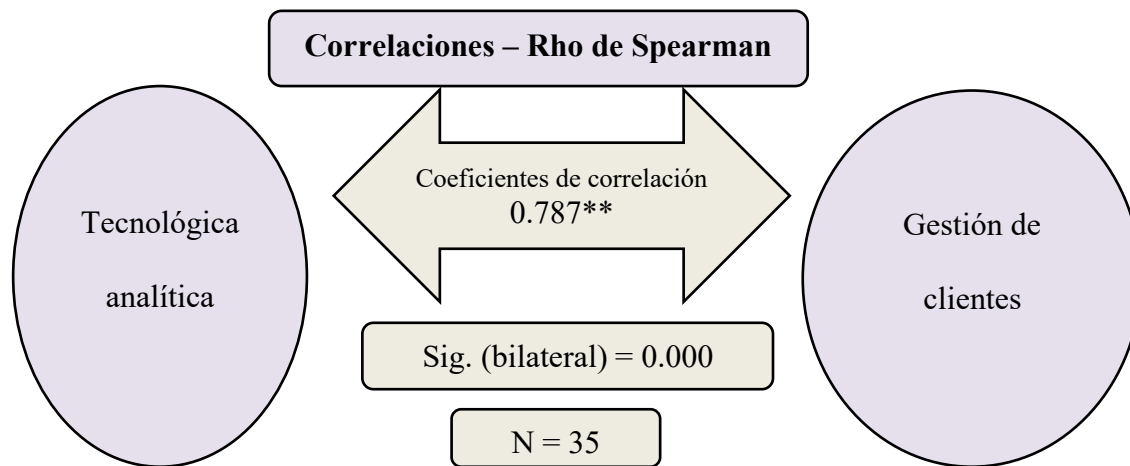 Correlaciones – Rho de Spearman
Coeficientes de correlación
0.787**
Tecnológica
analítica
Gestión de
clientes
Sig. (bilateral) = 0.000
N = 35